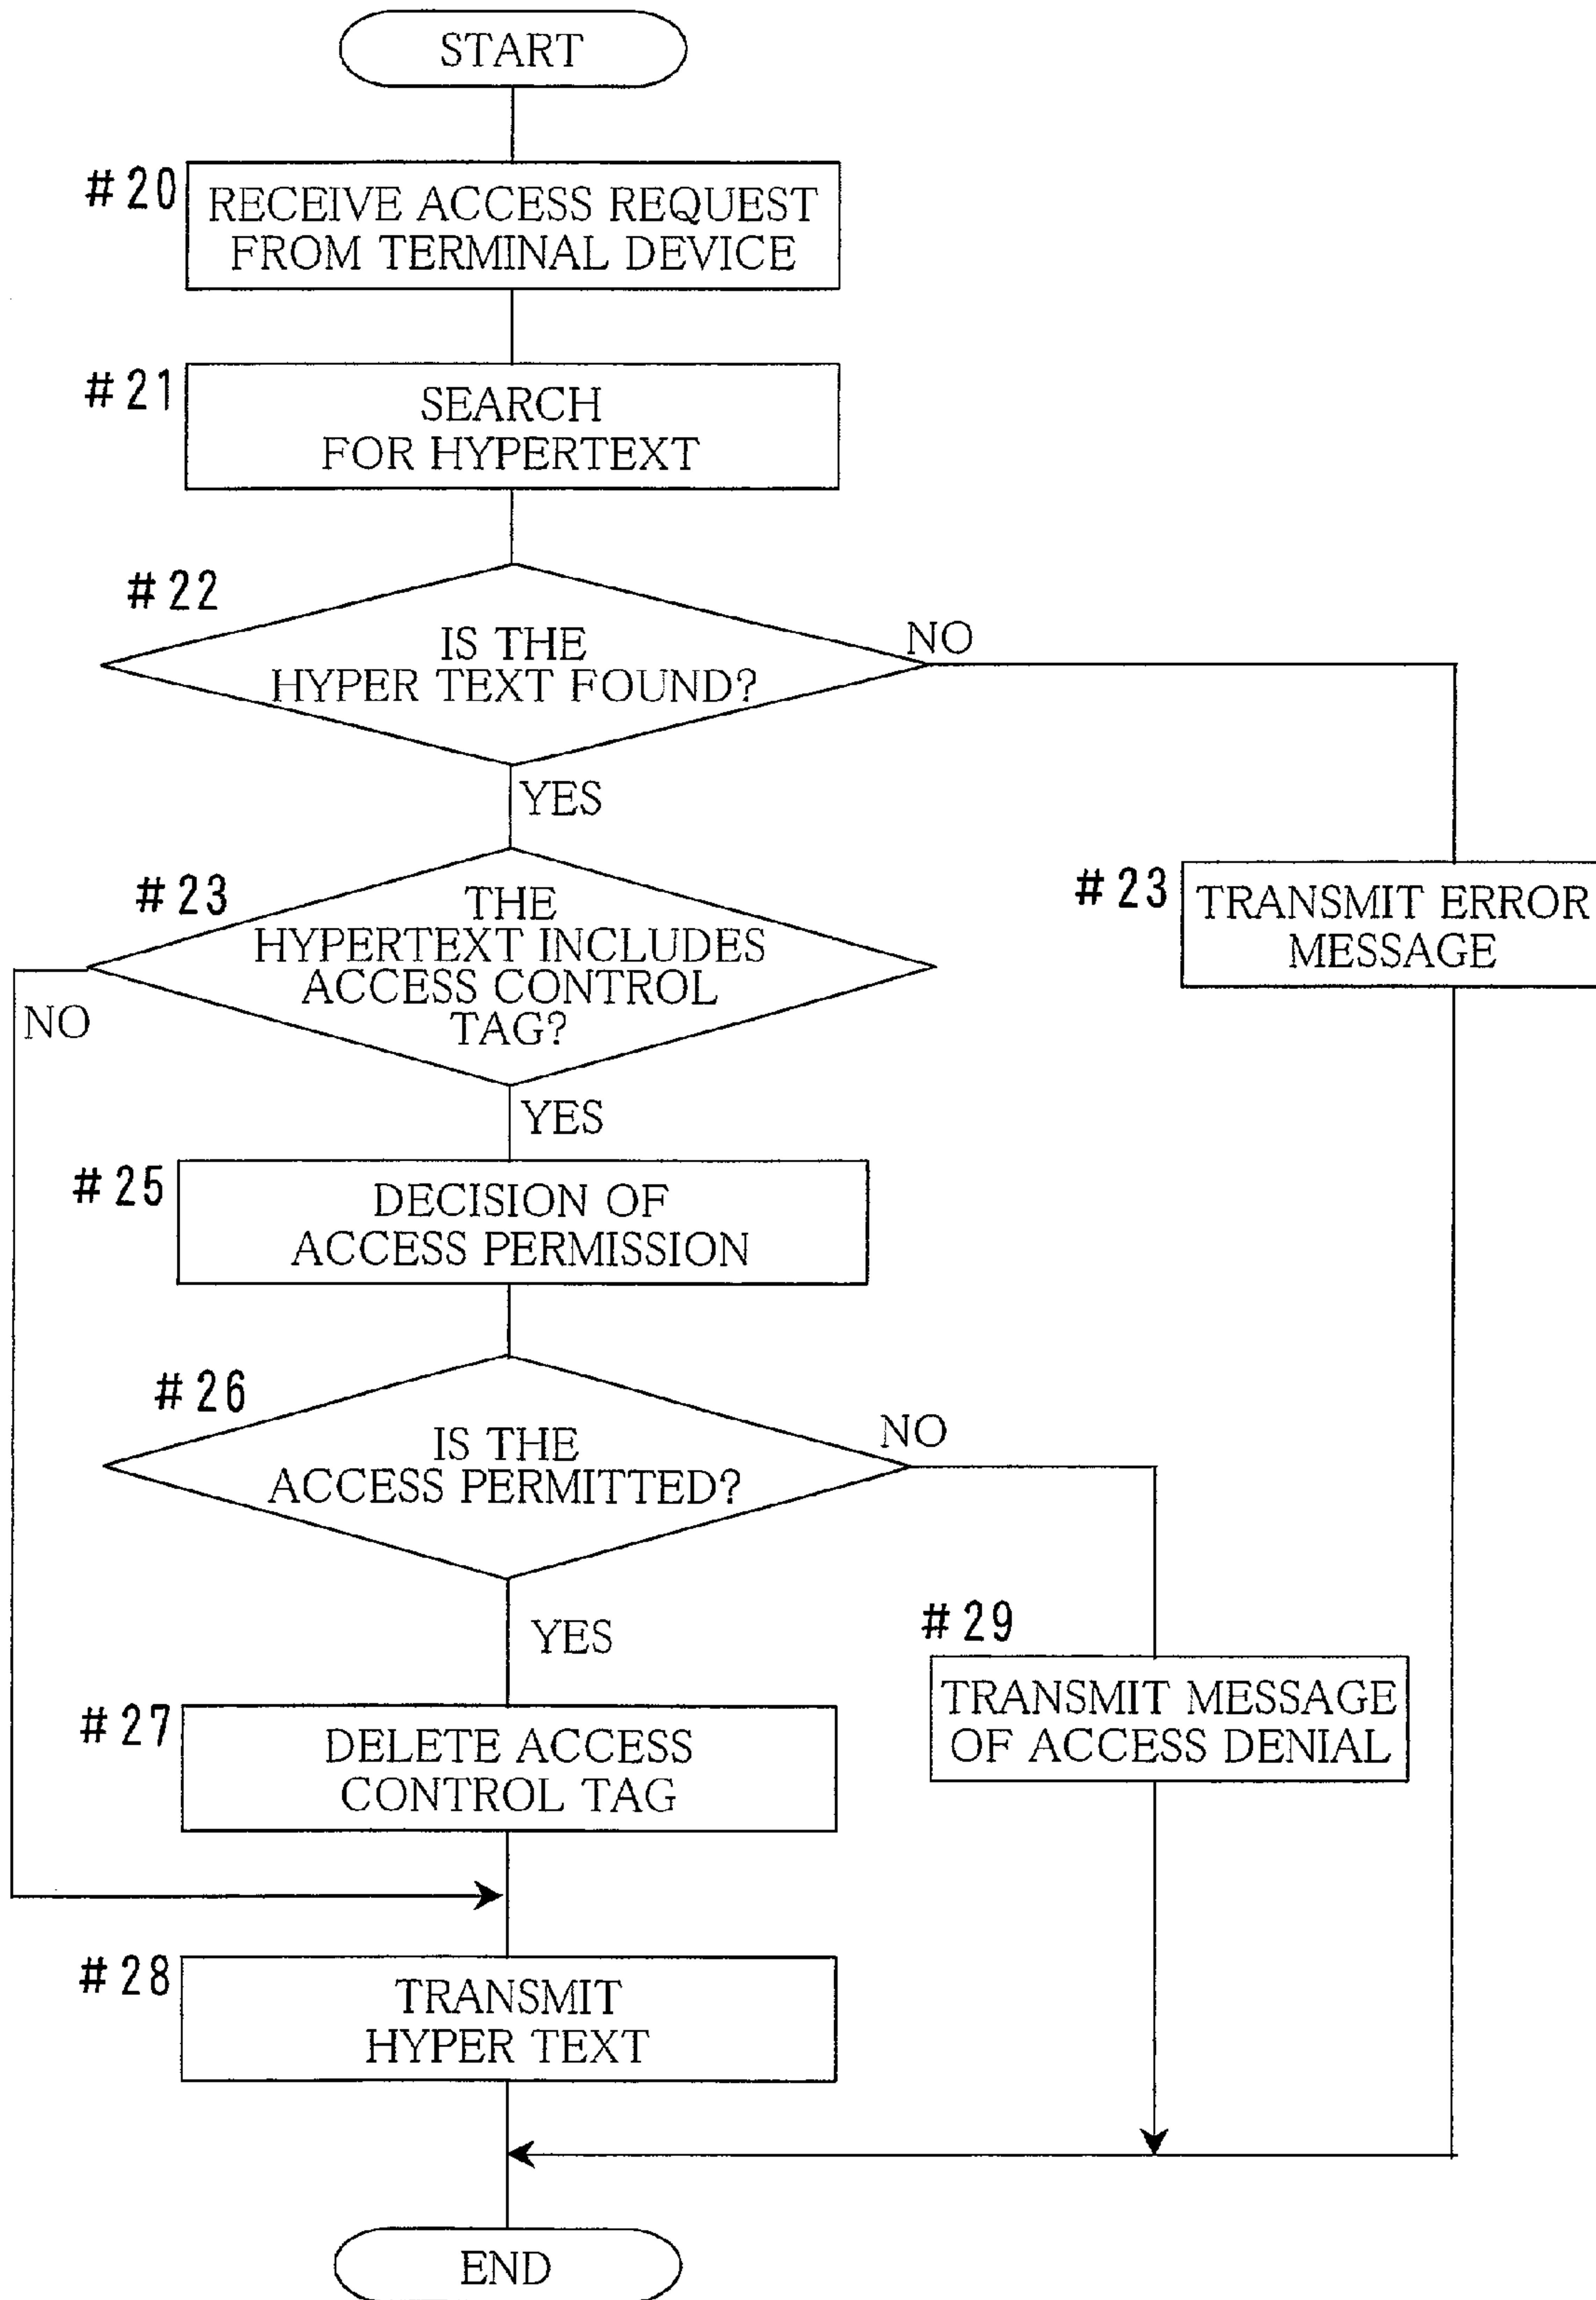 START
#20
RECEIVE ACCESS REQUEST
FROM TERMINAL DEVICE
#21
SEARCH
FOR HYPERTEXT
#22
IS THE
HYPER TEXT FOUND?
NO
YES
#23
THE
HYPERTEXT INCLUDES
ACCESS CONTROL
TAG?
NO
YES
#23
TRANSMIT ERROR
MESSAGE
#25
DECISION OF
ACCESS PERMISSION
#26
IS THE
ACCESS PERMITTED?
NO
YES
#29
TRANSMIT MESSAGE
OF ACCESS DENIAL
#27
DELETE ACCESS
CONTROL TAG
#28
TRANSMIT
HYPER TEXT
END